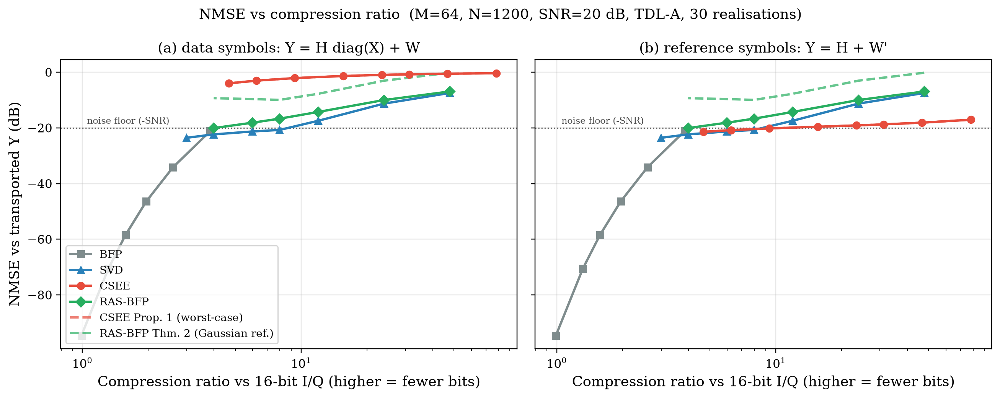 NMSE vs compression ratio  (M=64, N=1200, SNR=20 dB, TDL-A, 30 realisations)
(a) data symbols: Y = H diag(X) + W
NMSE vs transported Y (dB)
0
−20
−40
−60
−80
noise floor (-SNR)
BFP
SVD
CSEE
RAS-BFP
CSEE Prop. 1 (worst-case)
RAS-BFP Thm. 2 (Gaussian ref.)
10⁰ 10¹
Compression ratio vs 16-bit I/Q (higher = fewer bits)
(b) reference symbols: Y = H + W'
noise floor (-SNR)
10⁰ 10¹
Compression ratio vs 16-bit I/Q (higher = fewer bits)